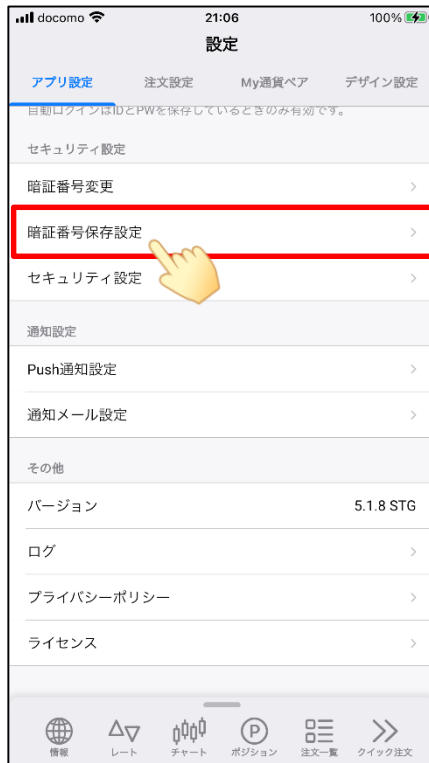 docomo 21:06 100%
設定
アプリ設定 注文設定 My通貨ペア デザイン設定
自動ログインはIDとPWを保存しているときのみ有効です。
セキュリティ設定
暗証番号変更
暗証番号保存設定
セキュリティ設定
通知設定
Push通知設定
通知メール設定
その他
バージョン 5.1.8 STG
ログ
プライバシーポリシー
ライセンス
情報 レート チャート P ポジション 注文一覧 クイック注文